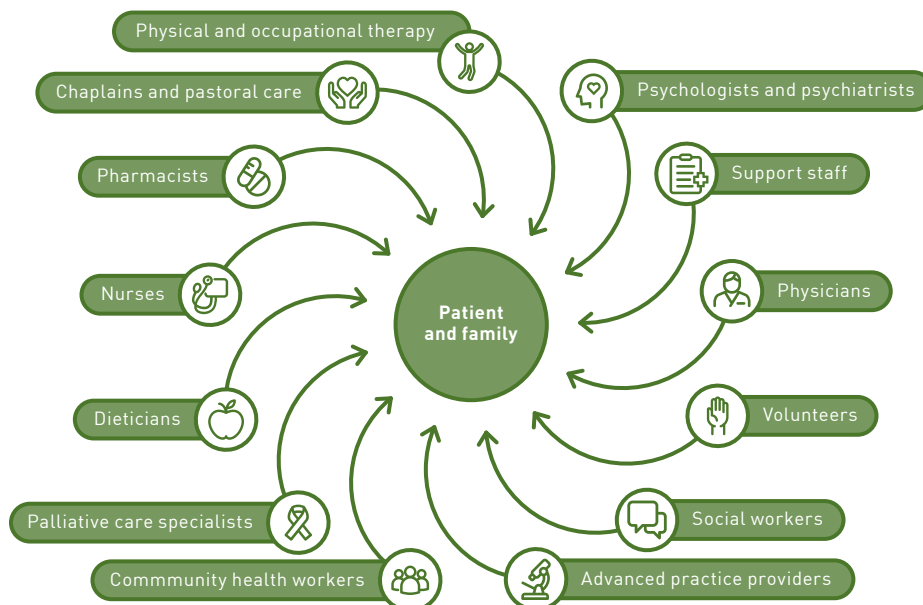 Physical and occupational therapy
Chaplains and pastoral care
Psychologists and psychiatrists
Pharmacists
Support staff
Nurses
Physicians
Patient
and family
Dieticians
Volunteers
Palliative care specialists
Social workers
Commmunity health workers
Advanced practice providers